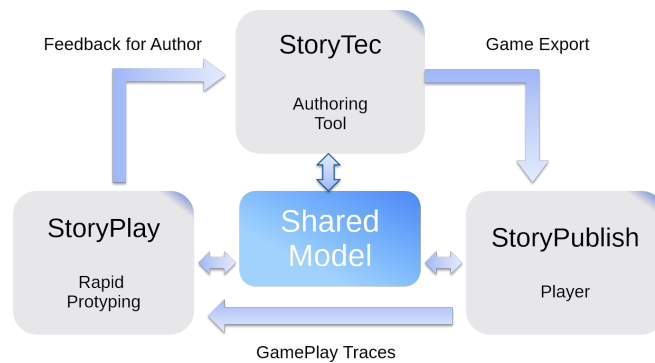 Feedback for Author
StoryTec
Game Export
Authoring
Tool
StoryPlay
Rapid
Protyping
Shared
Model
StoryPublish
Player
GamePlay Traces